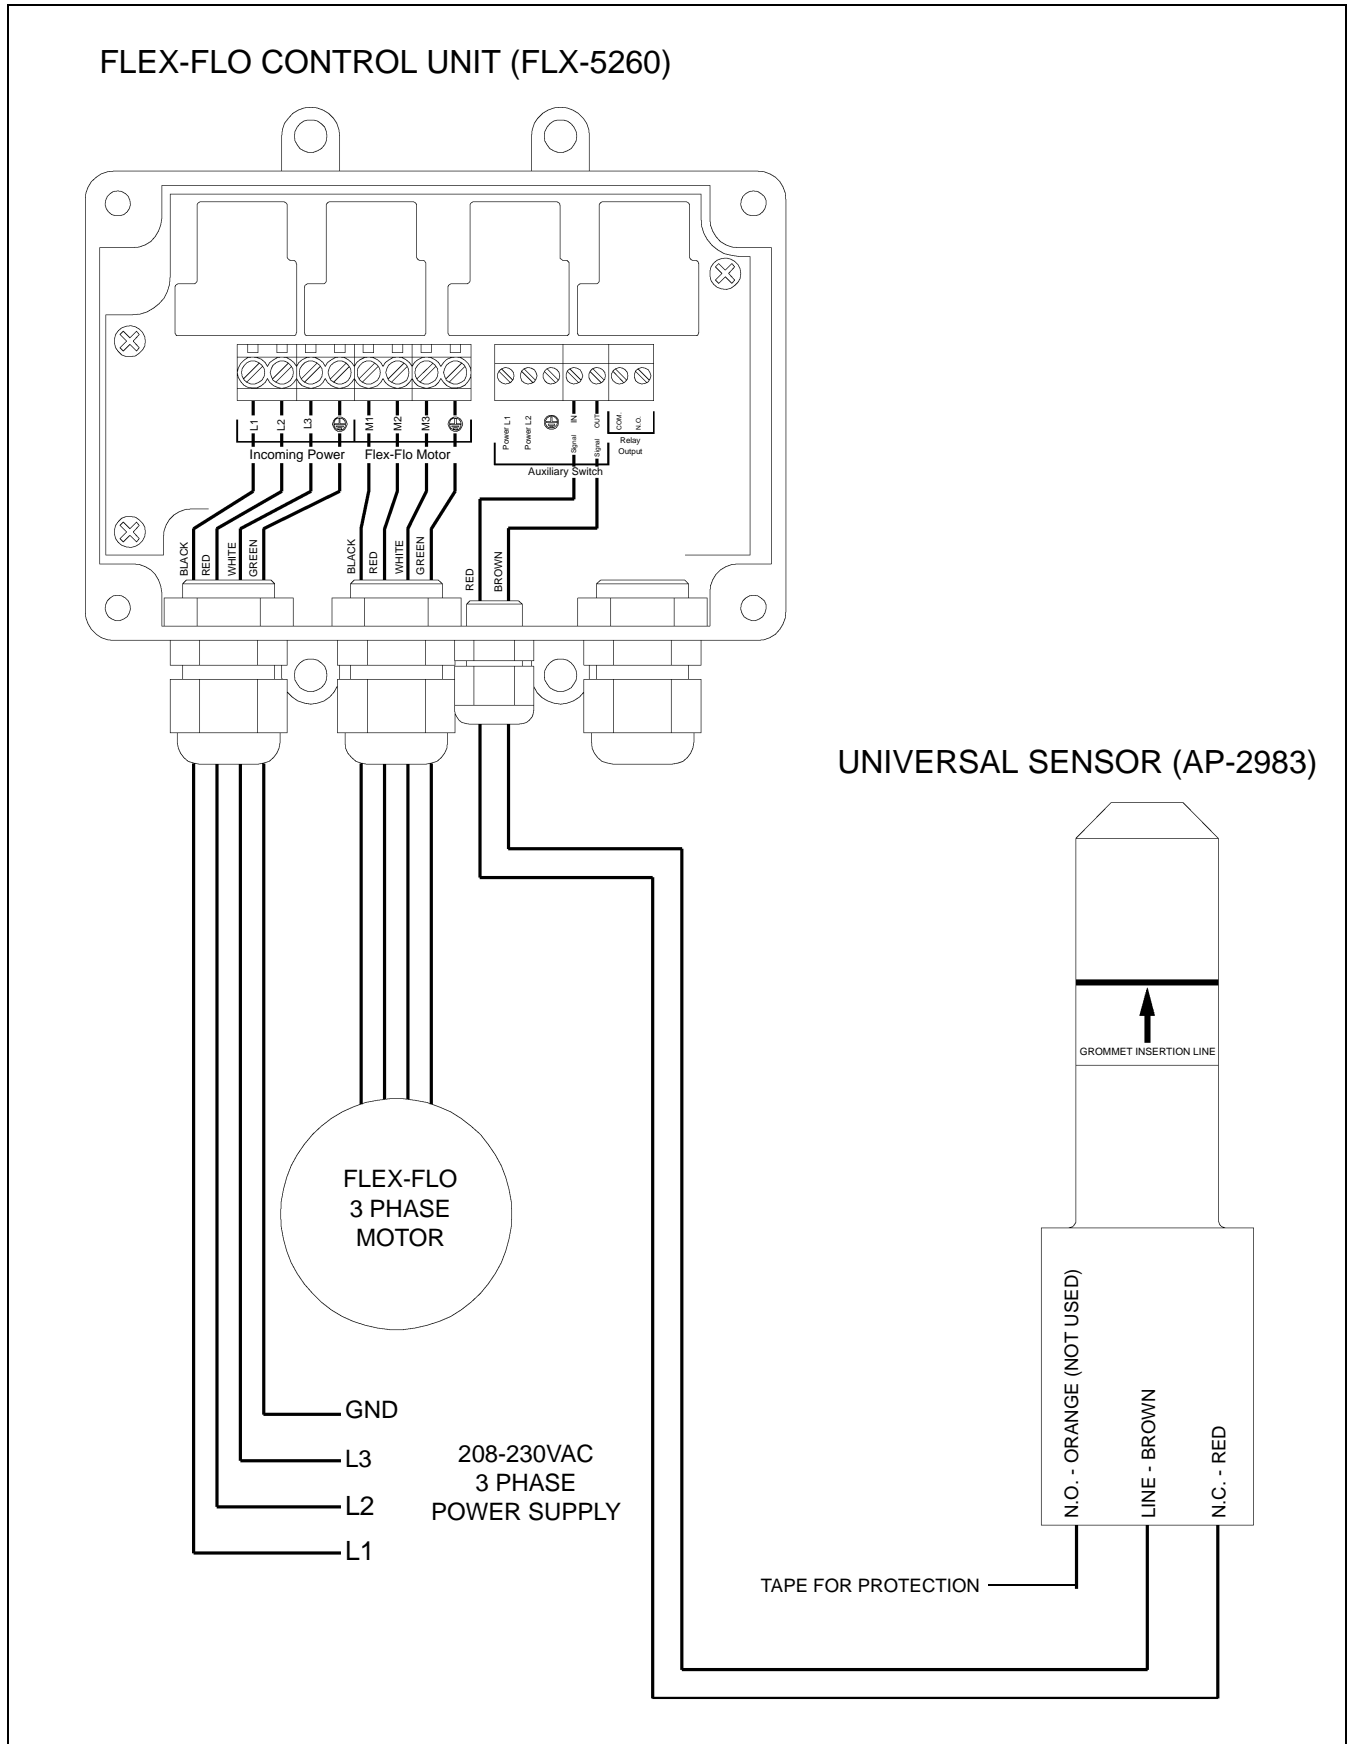 FLEX-FLO CONTROL UNIT (FLX-5260)
L1
L2
L3
M1
M2
M3
Incoming Power
Flex-Flo Motor
Power L1
Power L2
Signal IN
Signal OUT
COM.
N.O.
Relay
Output
Auxiliary Switch
BLACK
RED
WHITE
GREEN
BLACK
RED
WHITE
GREEN
RED
BROWN
UNIVERSAL SENSOR (AP-2983)
GROMMET INSERTION LINE
FLEX-FLO
3 PHASE
MOTOR
N.O. - ORANGE (NOT USED)
LINE - BROWN
N.C. - RED
GND
L3
L2
L1
208-230VAC
3 PHASE
POWER SUPPLY
TAPE FOR PROTECTION